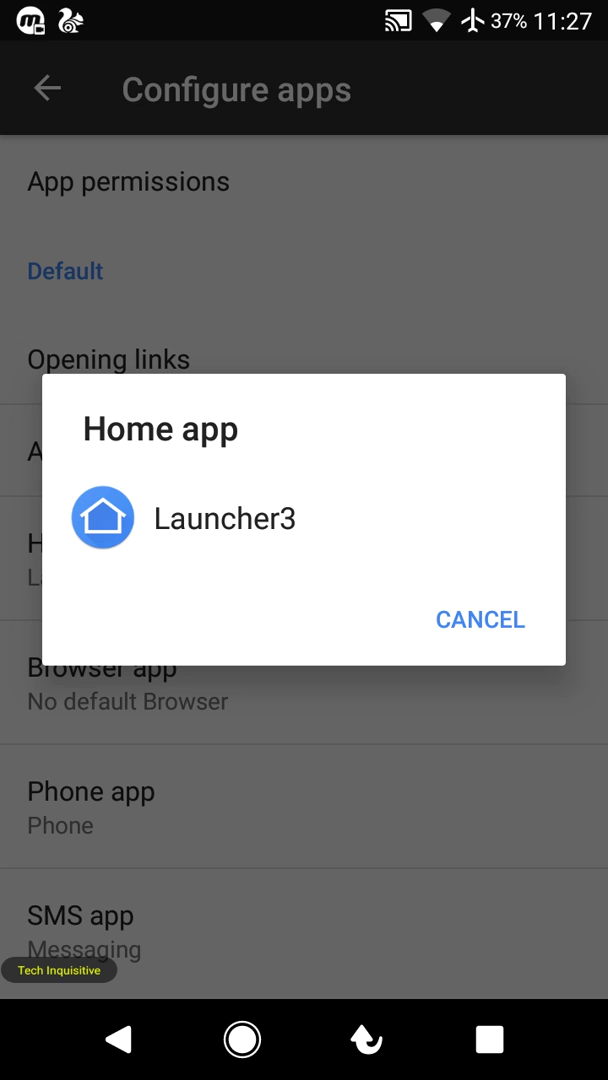 37% 11:27
Configure apps
App permissions
Default
Opening links
A
Home app
Launcher3
H
La
CANCEL
Browser app
No default Browser
Phone app
Phone
SMS app
Messaging
Tech Inquisitive